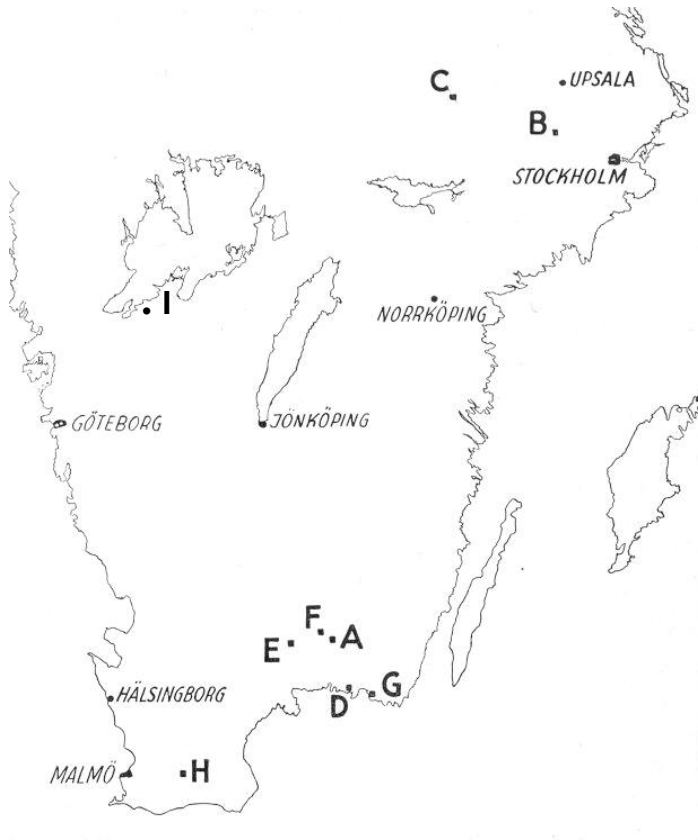 C
UPSALA
B
STOCKHOLM
I
NORRKÖPING
GÖTEBORG
JÖNKÖPING
F
E
A
HÄLSINGBORG
D
G
MALMÖ
H